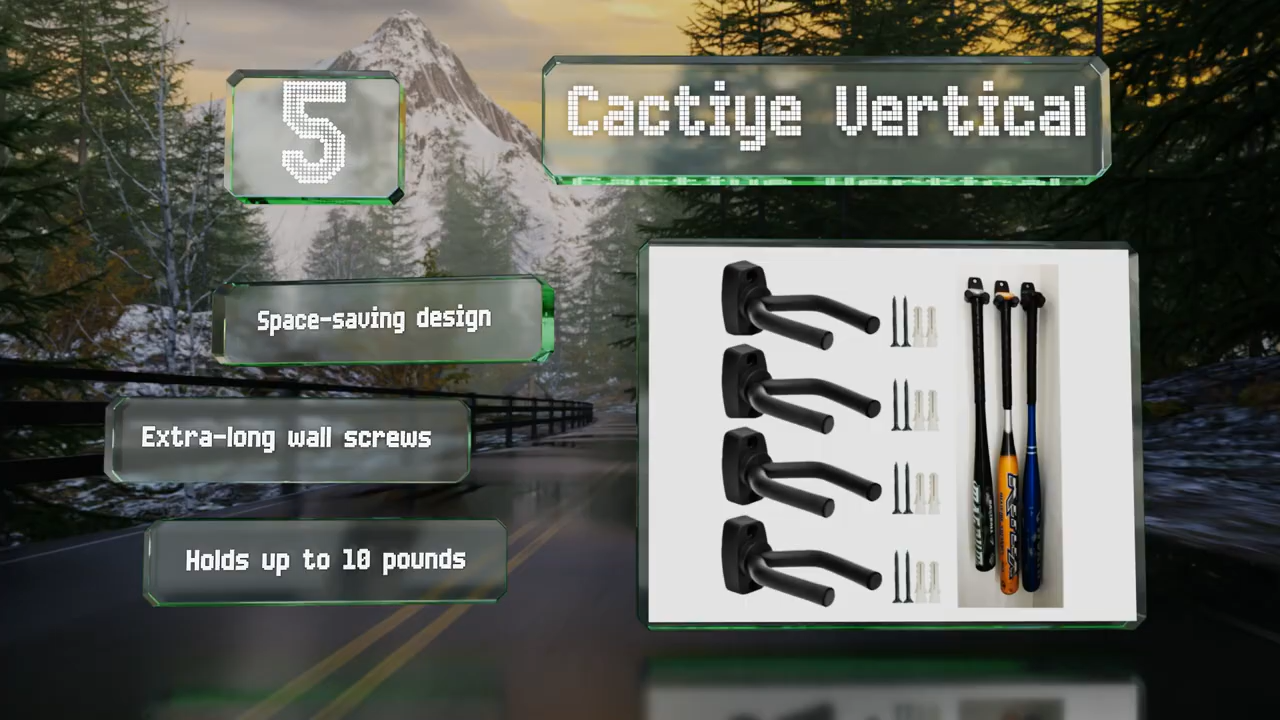 5
Cactiye Vertical
Space-saving design
Extra-long wall screws
Holds up to 10 pounds